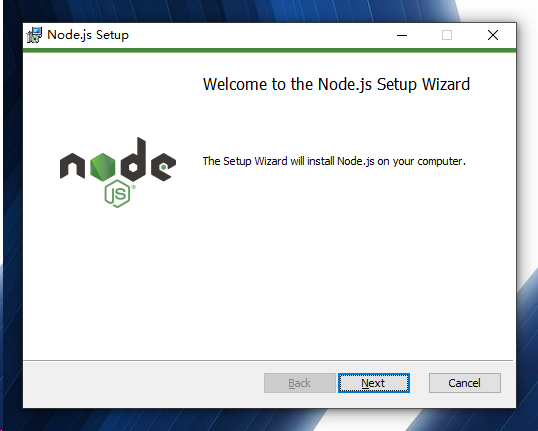 Node.js Setup
Welcome to the Node.js Setup Wizard
The Setup Wizard will install Node.js on your computer.
node
JS®
Back
Next
Cancel